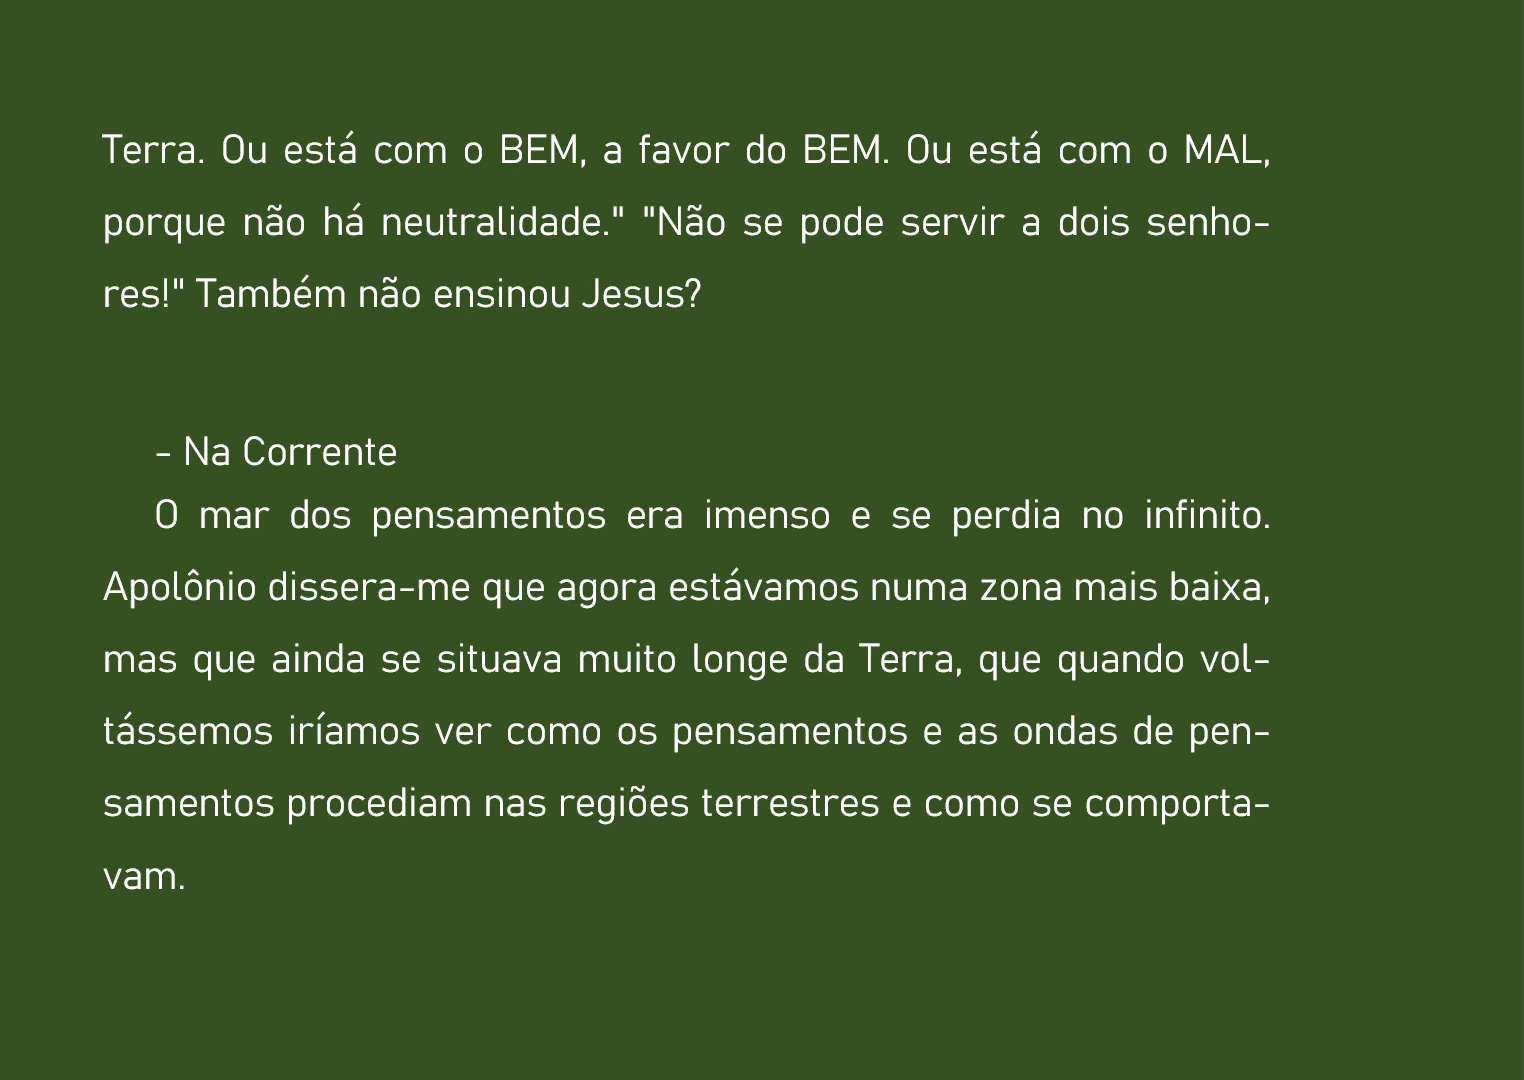 Terra. Ou está com o BEM, a favor do BEM. Ou está com o MAL,
porque não há neutralidade." "Não se pode servir a dois senho-
res!" Também não ensinou Jesus?
- Na Corrente
O mar dos pensamentos era imenso e se perdia no infinito.
Apolônio dissera-me que agora estávamos numa zona mais baixa,
mas que ainda se situava muito longe da Terra, que quando vol-
tássemos iríamos ver como os pensamentos e as ondas de pen-
samentos procediam nas regiões terrestres e como se comporta-
vam.